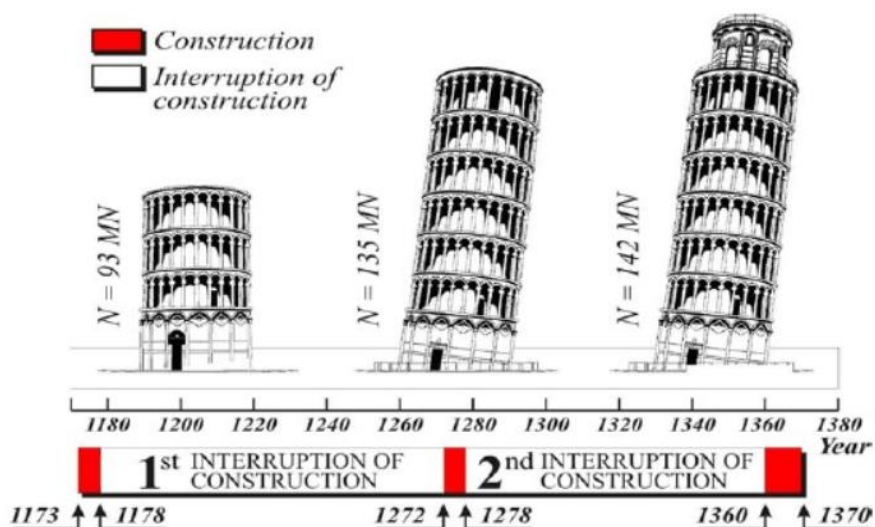 Construction
Interruption of
construction
N = 93 MN
N = 135 MN
N = 142 MN
1180 1200 1220 1240 1260 1280 1300 1320 1340 1360 1380
Year
1st INTERRUPTION OF
CONSTRUCTION
2nd INTERRUPTION OF
CONSTRUCTION
1173 1178 1272 1278 1360 1370